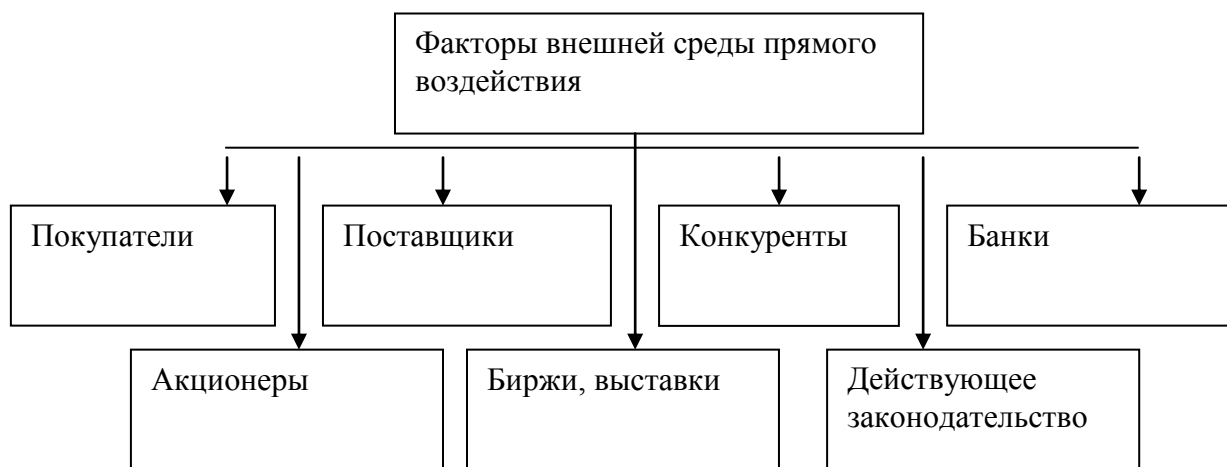 Факторы внешней среды прямого
воздействия
Покупатели
Поставщики
Конкуренты
Банки
Акционеры
Биржи, выставки
Действующее
законодательство